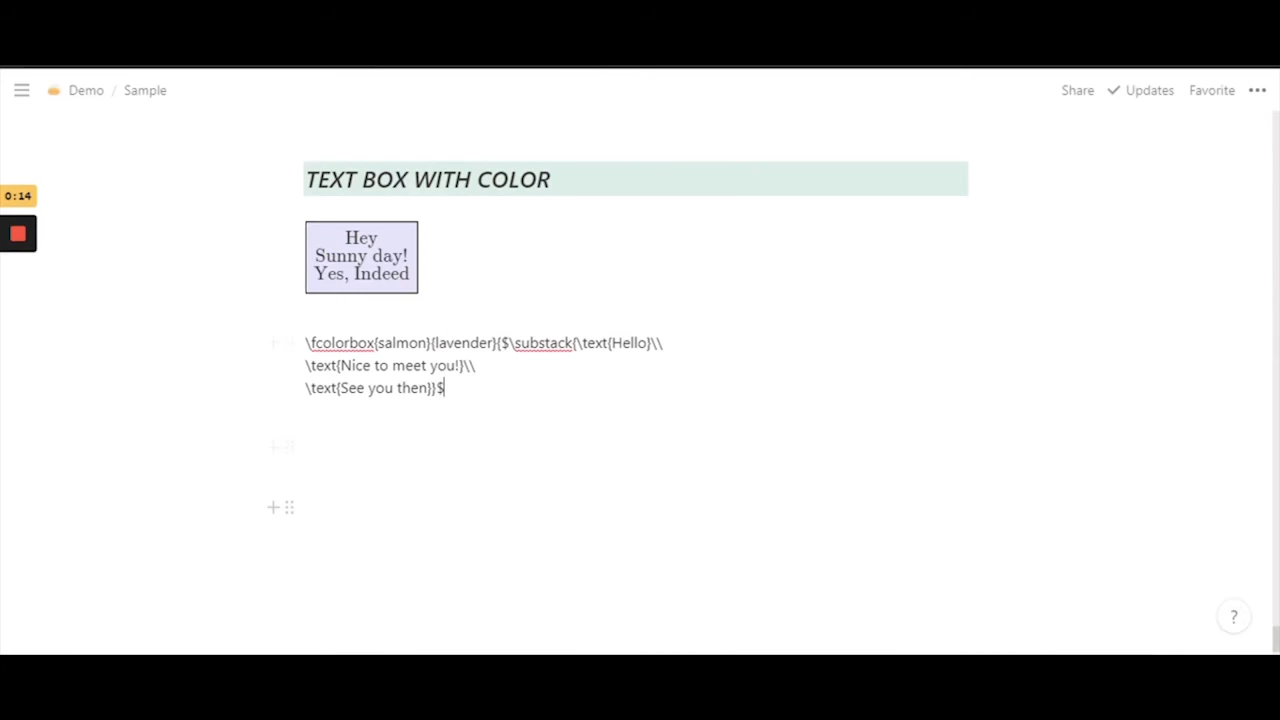 Demo / Sample
Share
Updates
Favorite
0:14
TEXT BOX WITH COLOR
Hey
Sunny day!
Yes, Indeed
\fcolorbox{salmon}{lavender}{$\substack{\text{Hello}\\
\text{Nice to meet you!}\\
\text{See you then}}$
?